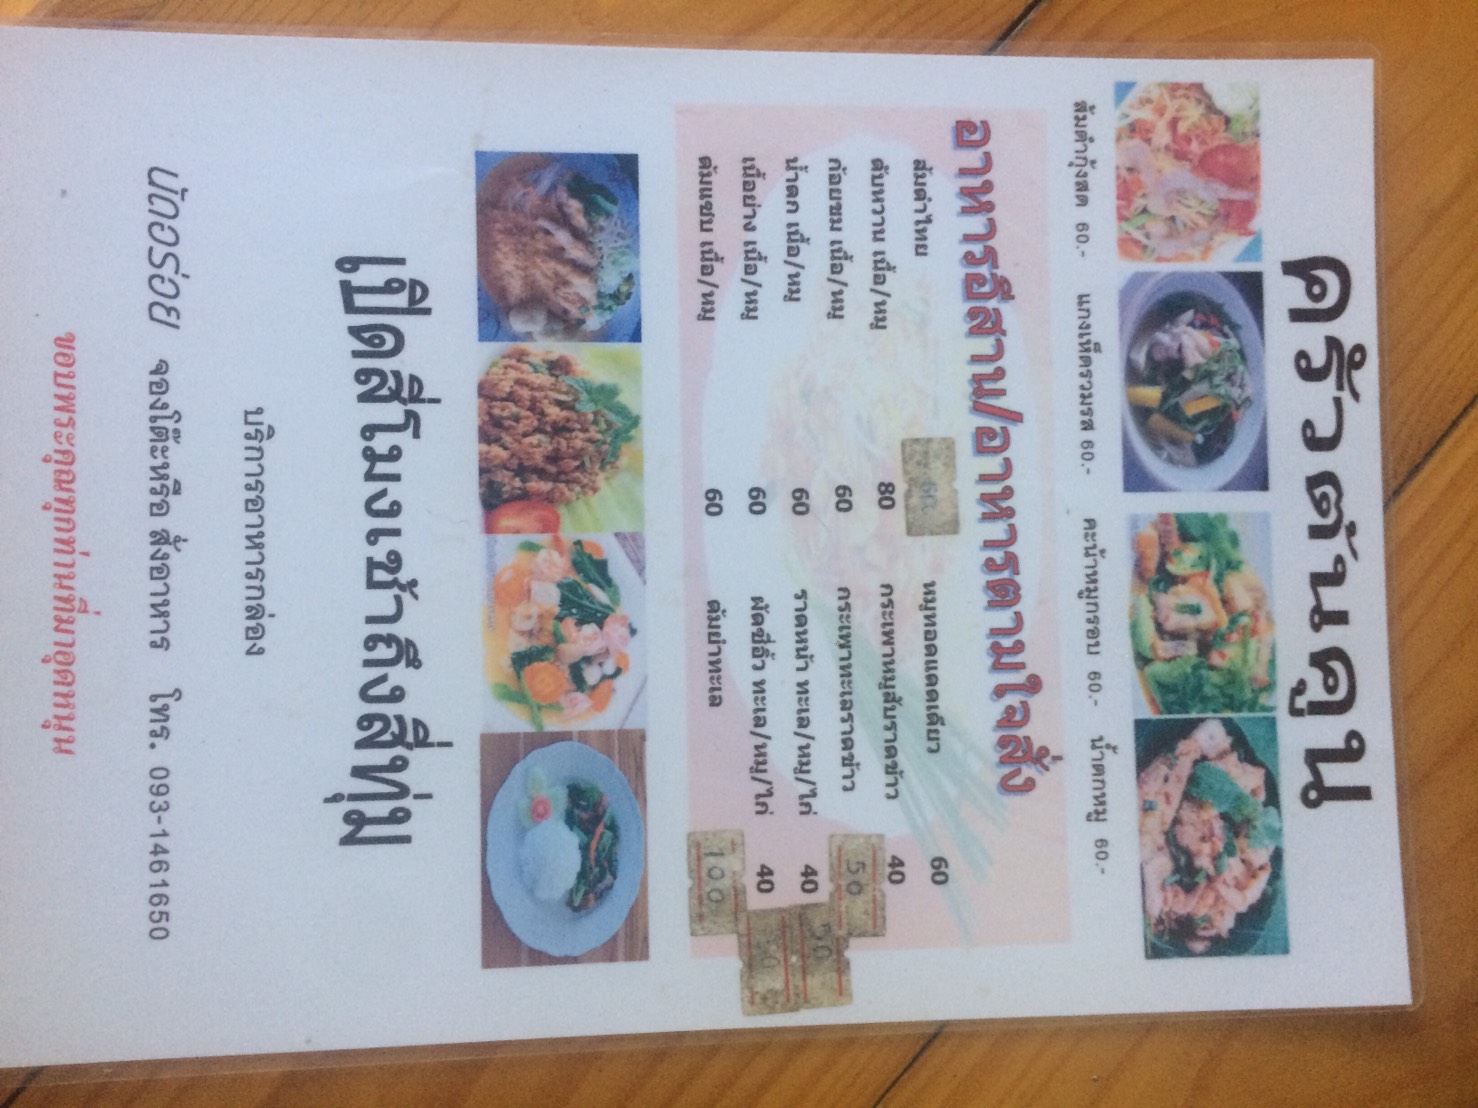 ครัวต้นคูน
ส้มตำกุ้งสด 60.- แกงเห็ดรวมรส 60.- คะน้าหมูกรอบ 60.- น้ำตกหมู 60.-
อาหารอีสาน/อาหารตามใจสั่ง
ส้มตำไทย 60
ตับหวาน เนื้อ/หมู 80
ก้อยขม เนื้อ/หมู 60
น้ำตก เนื้อ/หมู 60
เนื้อย่าง เนื้อ/หมู 60
ต้มแซบ เนื้อ/หมู 60
หมูทอดแดดเดียว 60
กระเพาหมูสับราดข้าว 40
กระเพาทะเลราดข้าว 50
ราดหน้า ทะเล/หมู/ไก่ 40 50
ผัดซี่อิ้ว ทะเล/หมู/ไก่ 40 50
ต้มยำทะเล 100
เปิดสี่โมงเช้าถึงสี่ทุ่ม
บริการอาหารกล่อง
นัดอร่อย จองโต๊ะหรือ สั่งอาหาร โทร. 093-1461650
ขอบพระคุณทุกท่านที่มาอุดหนุน